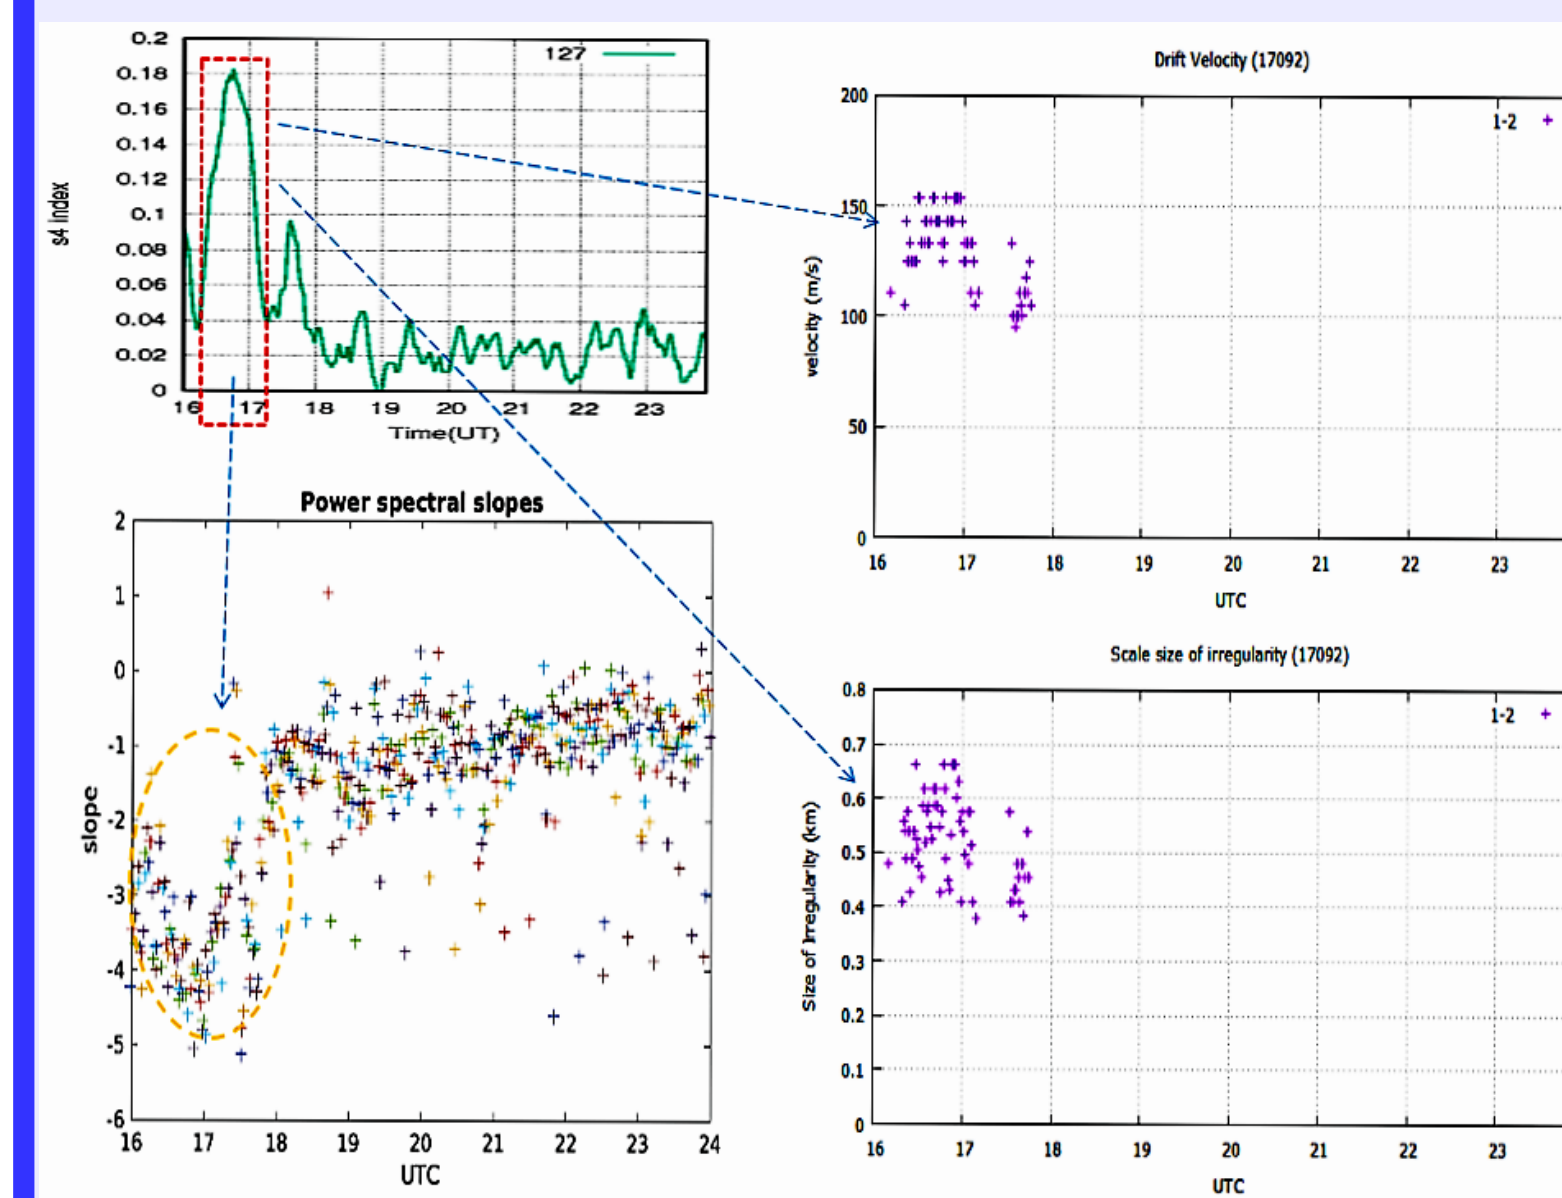 0.2
127
0.18
0.16
0.14
0.12
0.1
0.08
0.06
0.04
0.02
0
s4 index
16 17 18 19 20 21 22 23
Time(UT)
Drift Velocity (17092)
200
1-2
150
100
50
0
velocity (m/s)
16 17 18 19 20 21 22 23
UTC
Power spectral slopes
2
1
0
-1
-2
-3
-4
-5
-6
slope
16 17 18 19 20 21 22 23 24
UTC
Scale size of irregularity (17092)
0.8
1-2
0.7
0.6
0.5
0.4
0.3
0.2
0.1
0
Size of Irregularity (km)
16 17 18 19 20 21 22 23
UTC